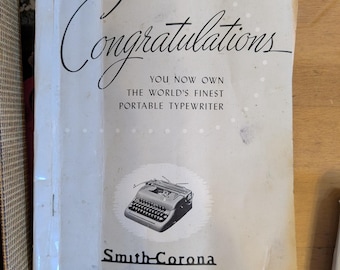 Congratulations
YOU NOW OWN
THE WORLD'S FINEST
PORTABLE TYPEWRITER
Smith-Corona